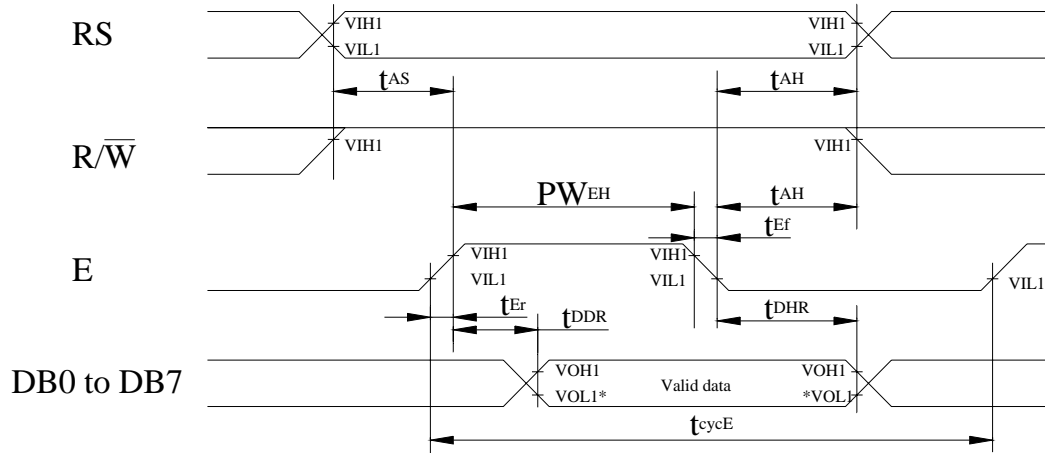 RS
VIH1
VIL1
VIH1
VIL1
tAS
tAH
R/W̅
VIH1
VIH1
PWEH
tAH
tEf
E
VIH1
VIL1
VIH1
VIL1
VIL1
tEr
tDDR
tDHR
DB0 to DB7
VOH1
VOL1*
Valid data
VOH1
*VOL1
tcycE